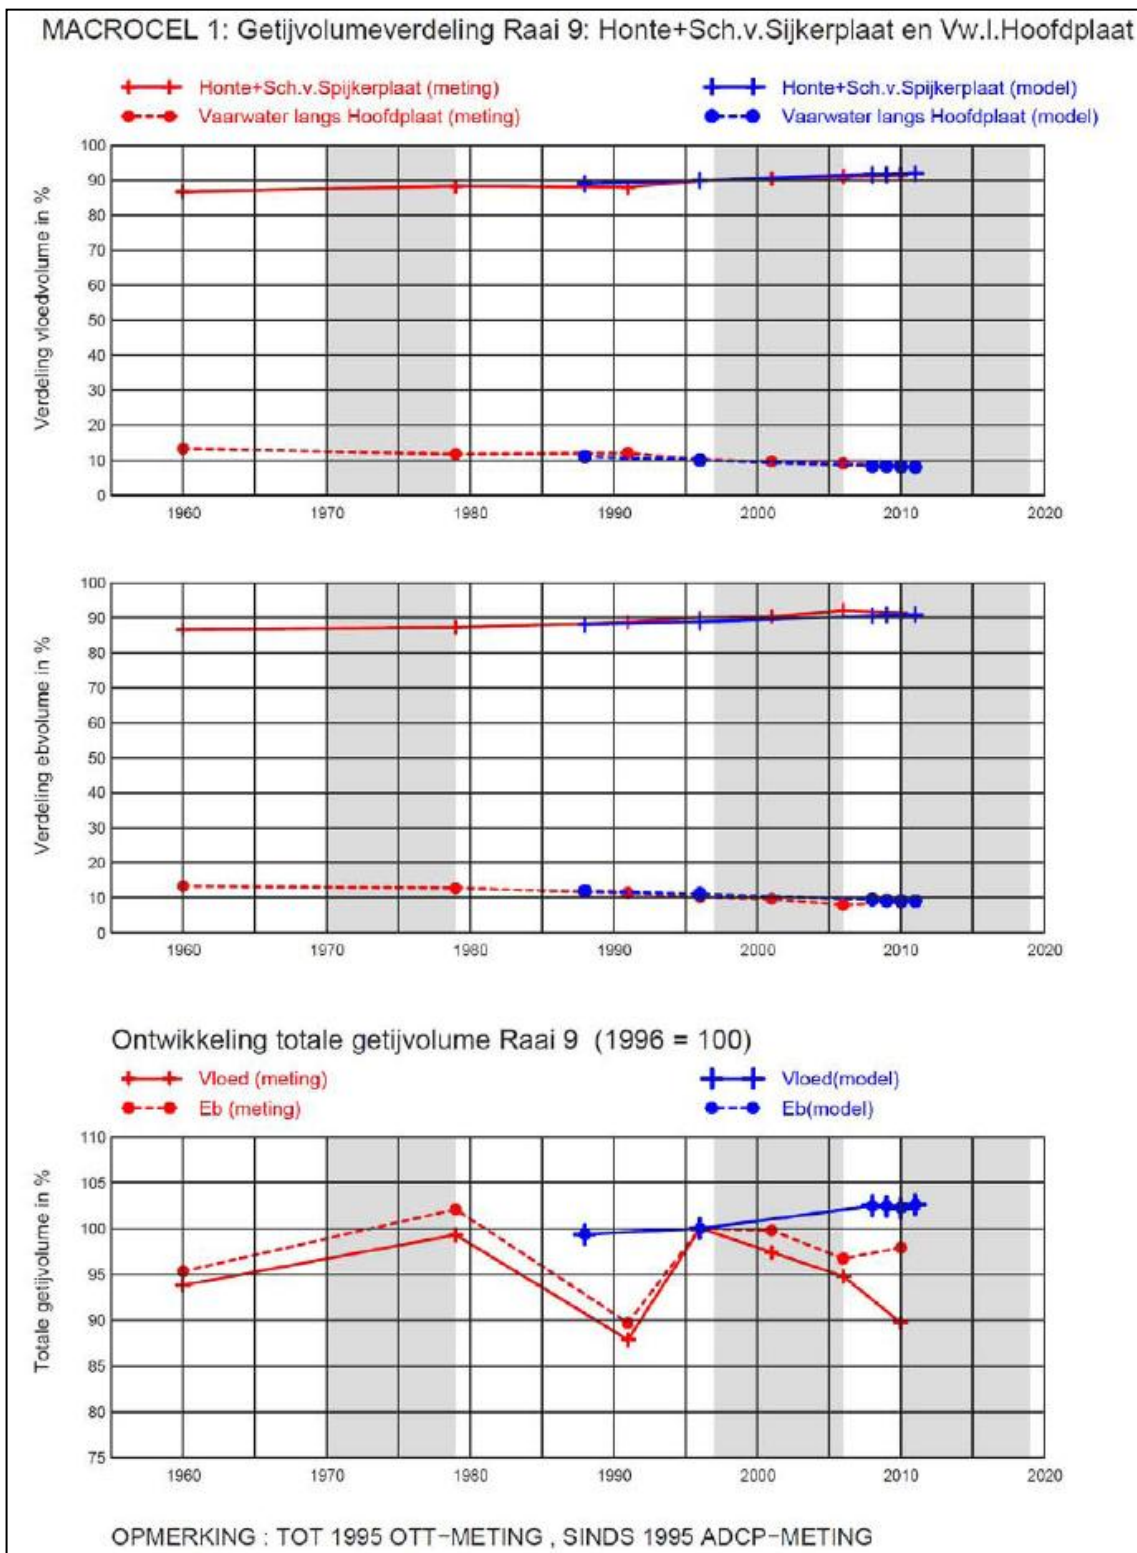 MACROCEL 1: Getijvolumeverdeling Raai 9: Honte+Sch.v.Sijkerplaat en Vw.l.Hoofdplaat
Honte+Sch.v.Spijkerplaat (meting)
Honte+Sch.v.Spijkerplaat (model)
Vaarwater langs Hoofdplaat (meting)
Vaarwater langs Hoofdplaat (model)
Verdeling vloedvolume in %
100
90
80
70
60
50
40
30
20
10
0
1960 1970 1980 1990 2000 2010 2020
Verdeling ebvolume in %
100
90
80
70
60
50
40
30
20
10
0
1960 1970 1980 1990 2000 2010 2020
Ontwikkeling totale getijvolume Raai 9 (1996 = 100)
Vloed (meting)
Vloed(model)
Eb (meting)
Eb(model)
Totale getijvolume in %
110
105
100
95
90
85
80
75
1960 1970 1980 1990 2000 2010 2020
OPMERKING : TOT 1995 OTT-METING , SINDS 1995 ADCP-METING